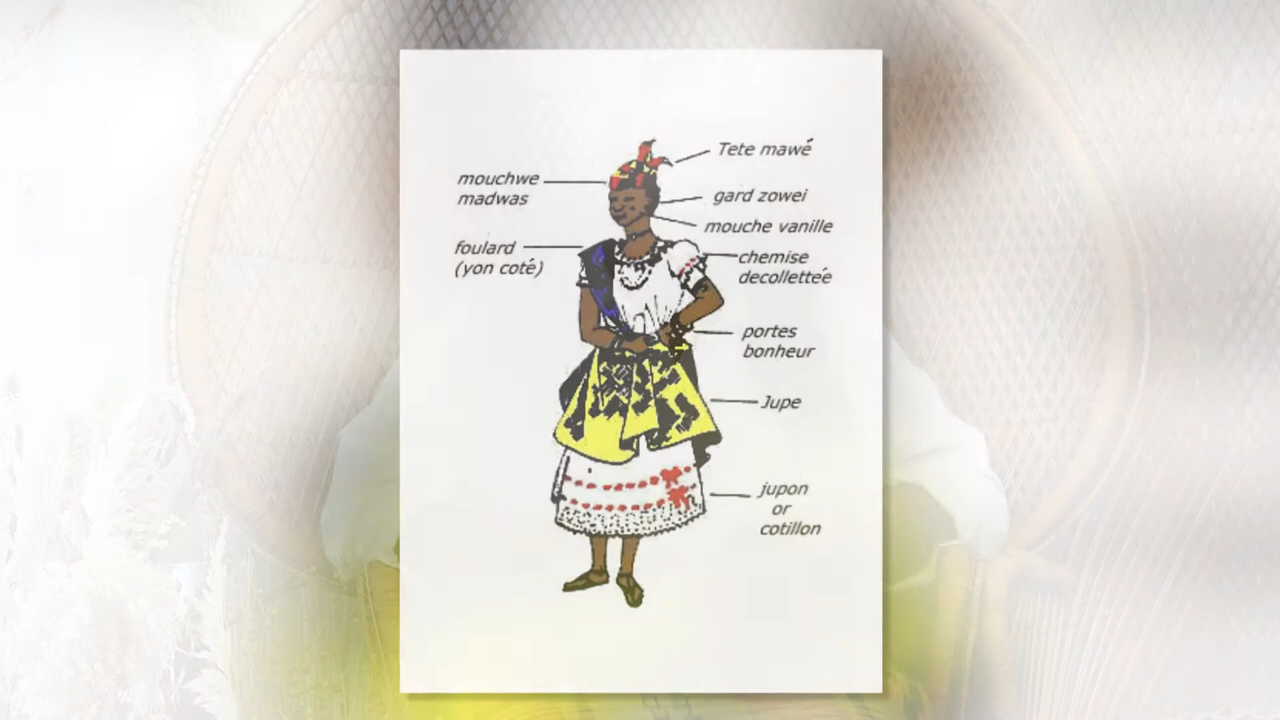 Tete mawé
mouchwe
madwas
gard zowei
mouche vanille
foulard
(yon coté)
chemise
decolletteé
portes
bonheur
Jupe
jupon
or
cotillon